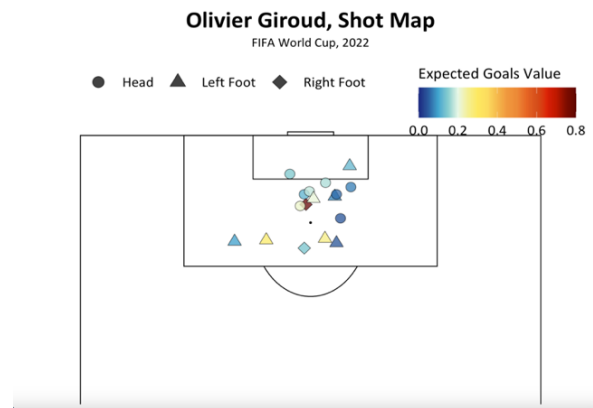 Olivier Giroud, Shot Map
FIFA World Cup, 2022
Head Left Foot Right Foot
Expected Goals Value
0.0 0.2 0.4 0.6 0.8